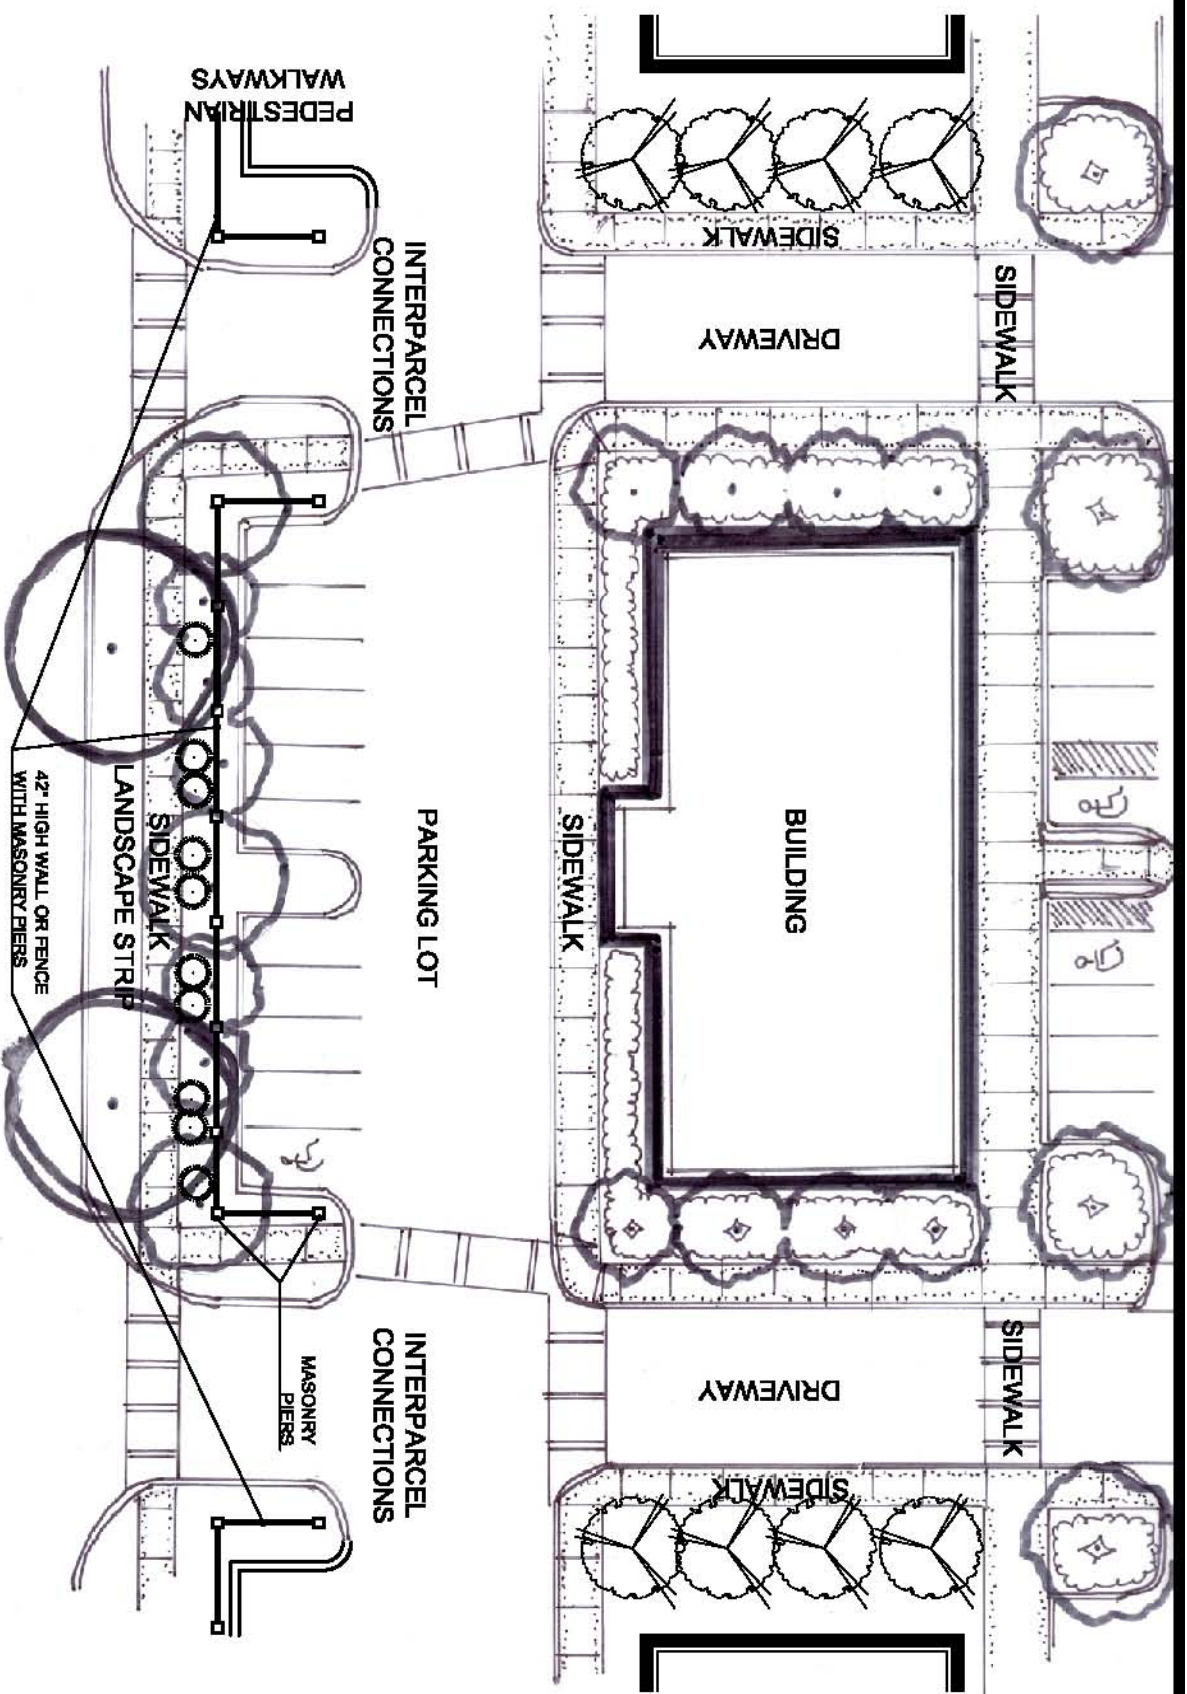 PEDESTRIAN
WALKWAYS
INTERPARCEL
CONNECTIONS
SIDEWALK
DRIVEWAY
SIDEWALK
BUILDING
SIDEWALK
PARKING LOT
SIDEWALK
LANDSCAPE STRIP
42" HIGH WALL OR FENCE
WITH MASONRY PIERS
MASONRY
PIERS
INTERPARCEL
CONNECTIONS
SIDEWALK
DRIVEWAY
SIDEWALK